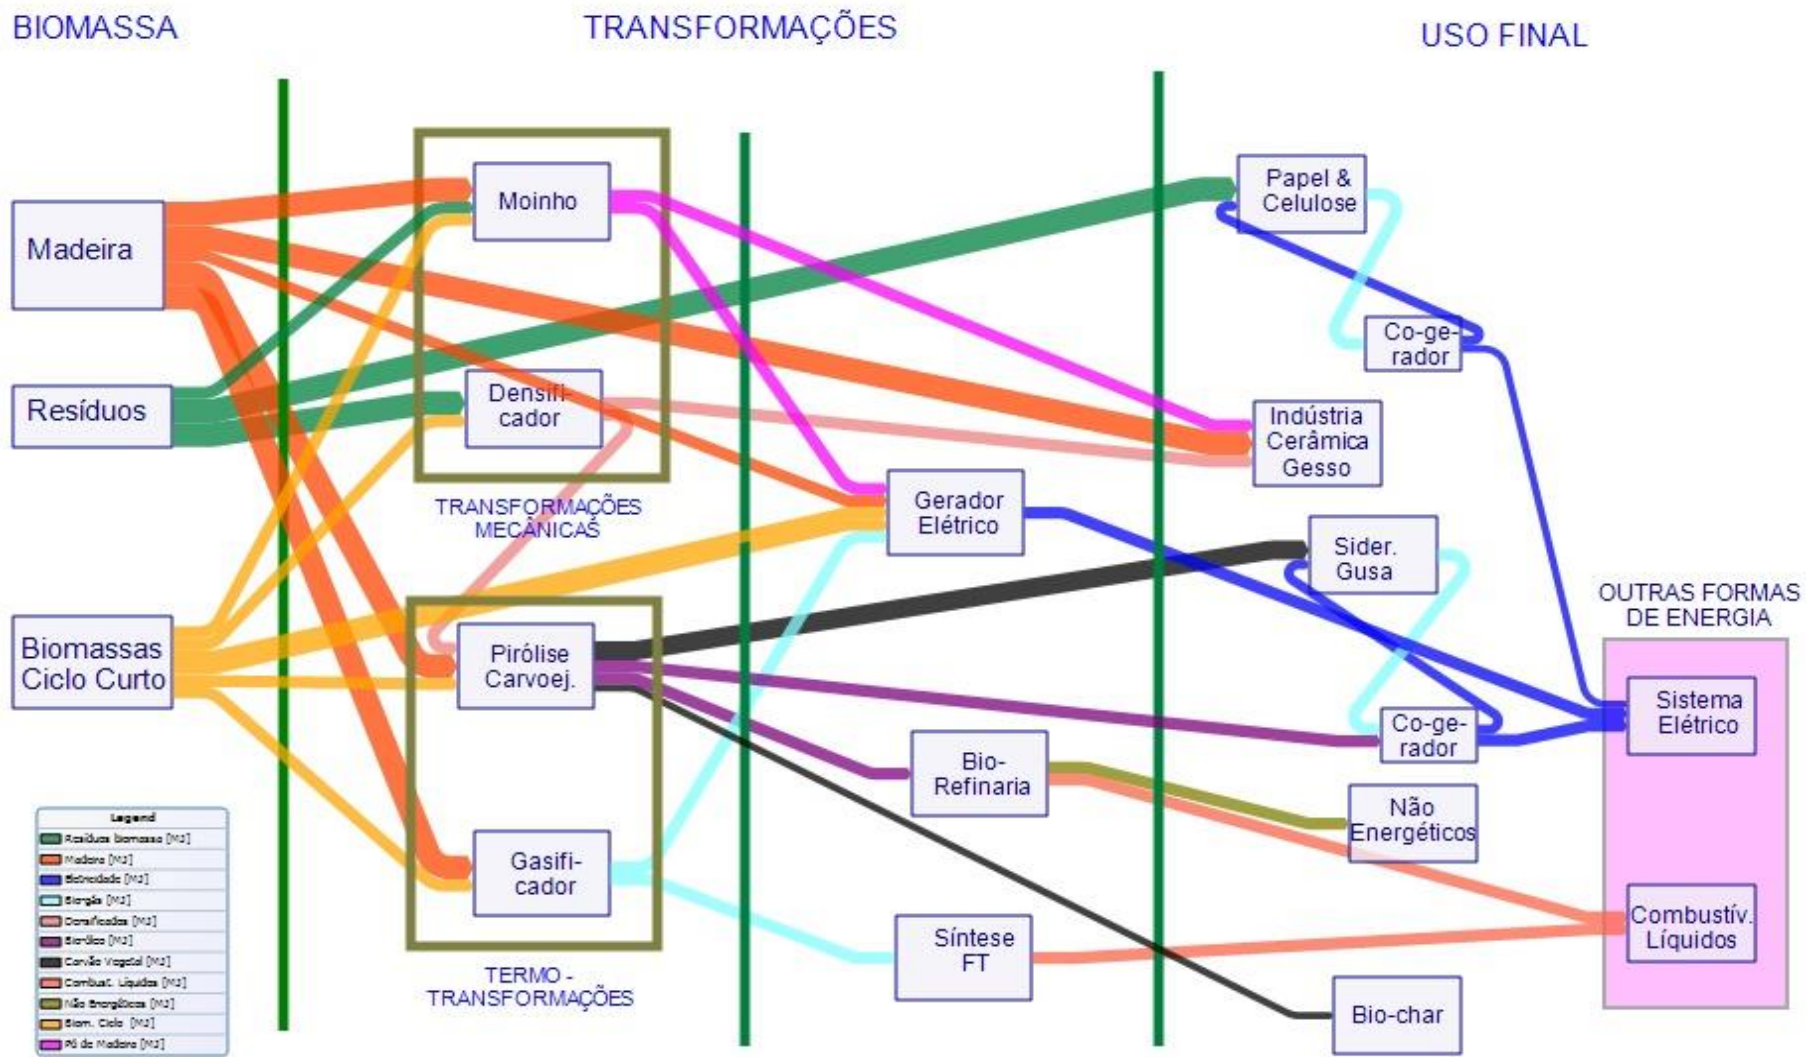 BIOMASSA
TRANSFORMAÇÕES
USO FINAL
Madeira
Resíduos
Biomassas
Ciclo Curto
Moinho
Densifi-
cador
TRANSFORMAÇÕES
MECÂNICAS
Pirólise
Carvoej.
Gasifi-
cador
TERMO -
TRANSFORMAÇÕES
Gerador
Elétrico
Bio-
Refinaria
Síntese
FT
Papel &
Celulose
Co-ge-
rador
Indústria
Cerâmica
Gesso
Sider.
Gusa
Co-ge-
rador
Não
Energéticos
Bio-char
OUTRAS FORMAS
DE ENERGIA
Sistema
Elétrico
Combustív.
Líquidos
Legend
Resíduos biomassa [MJ]
Madeira [MJ]
Eletricidade [MJ]
Biogás [MJ]
Densificados [MJ]
Bio-óleo [MJ]
Carvão Vegetal [MJ]
Combust. Líquidos [MJ]
Não Energéticos [MJ]
Biom. Ciclo [MJ]
Pó de Madeira [MJ]